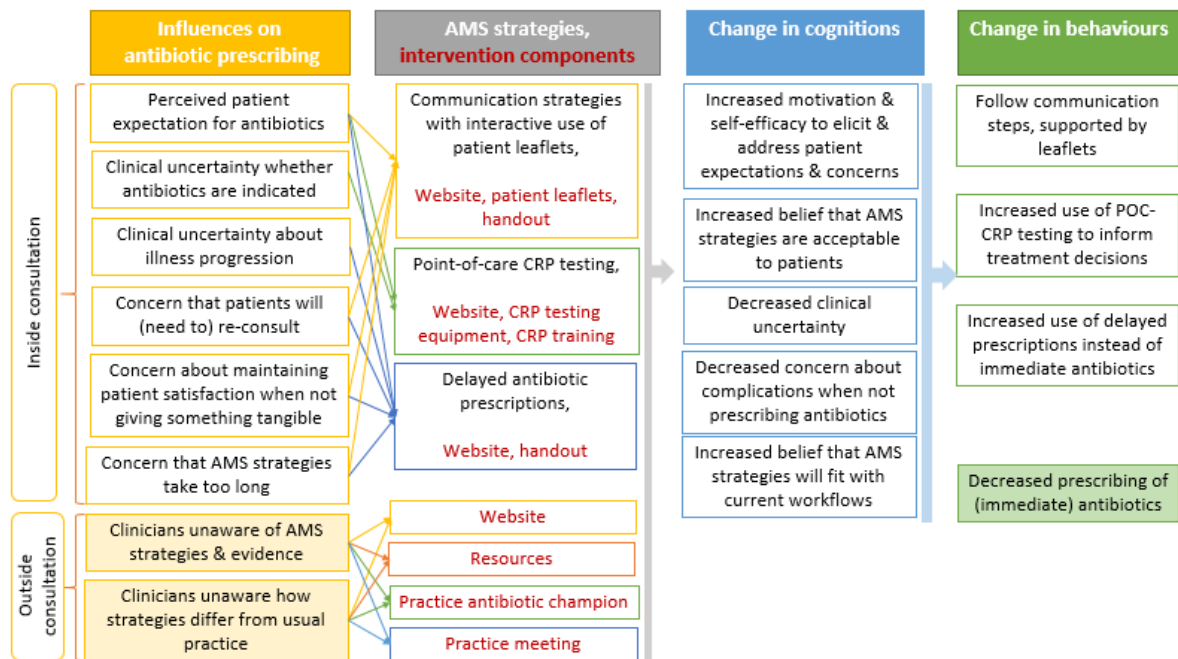 Influences on
antibiotic prescribing
AMS strategies,
intervention components
Change in cognitions
Change in behaviours
Inside consultation
Perceived patient
expectation for antibiotics
Clinical uncertainty whether
antibiotics are indicated
Clinical uncertainty about
illness progression
Concern that patients will
(need to) re-consult
Concern about maintaining
patient satisfaction when not
giving something tangible
Concern that AMS strategies
take too long
Outside
consultation
Clinicians unaware of AMS
strategies & evidence
Clinicians unaware how
strategies differ from usual
practice
Communication strategies
with interactive use of
patient leaflets,
Website, patient leaflets,
handout
Point-of-care CRP testing,
Website, CRP testing
equipment, CRP training
Delayed antibiotic
prescriptions,
Website, handout
Website
Resources
Practice antibiotic champion
Practice meeting
Increased motivation &
self-efficacy to elicit &
address patient
expectations & concerns
Increased belief that AMS
strategies are acceptable
to patients
Decreased clinical
uncertainty
Decreased concern about
complications when not
prescribing antibiotics
Increased belief that AMS
strategies will fit with
current workflows
Follow communication
steps, supported by
leaflets
Increased use of POC-
CRP testing to inform
treatment decisions
Increased use of delayed
prescriptions instead of
immediate antibiotics
Decreased prescribing of
(immediate) antibiotics